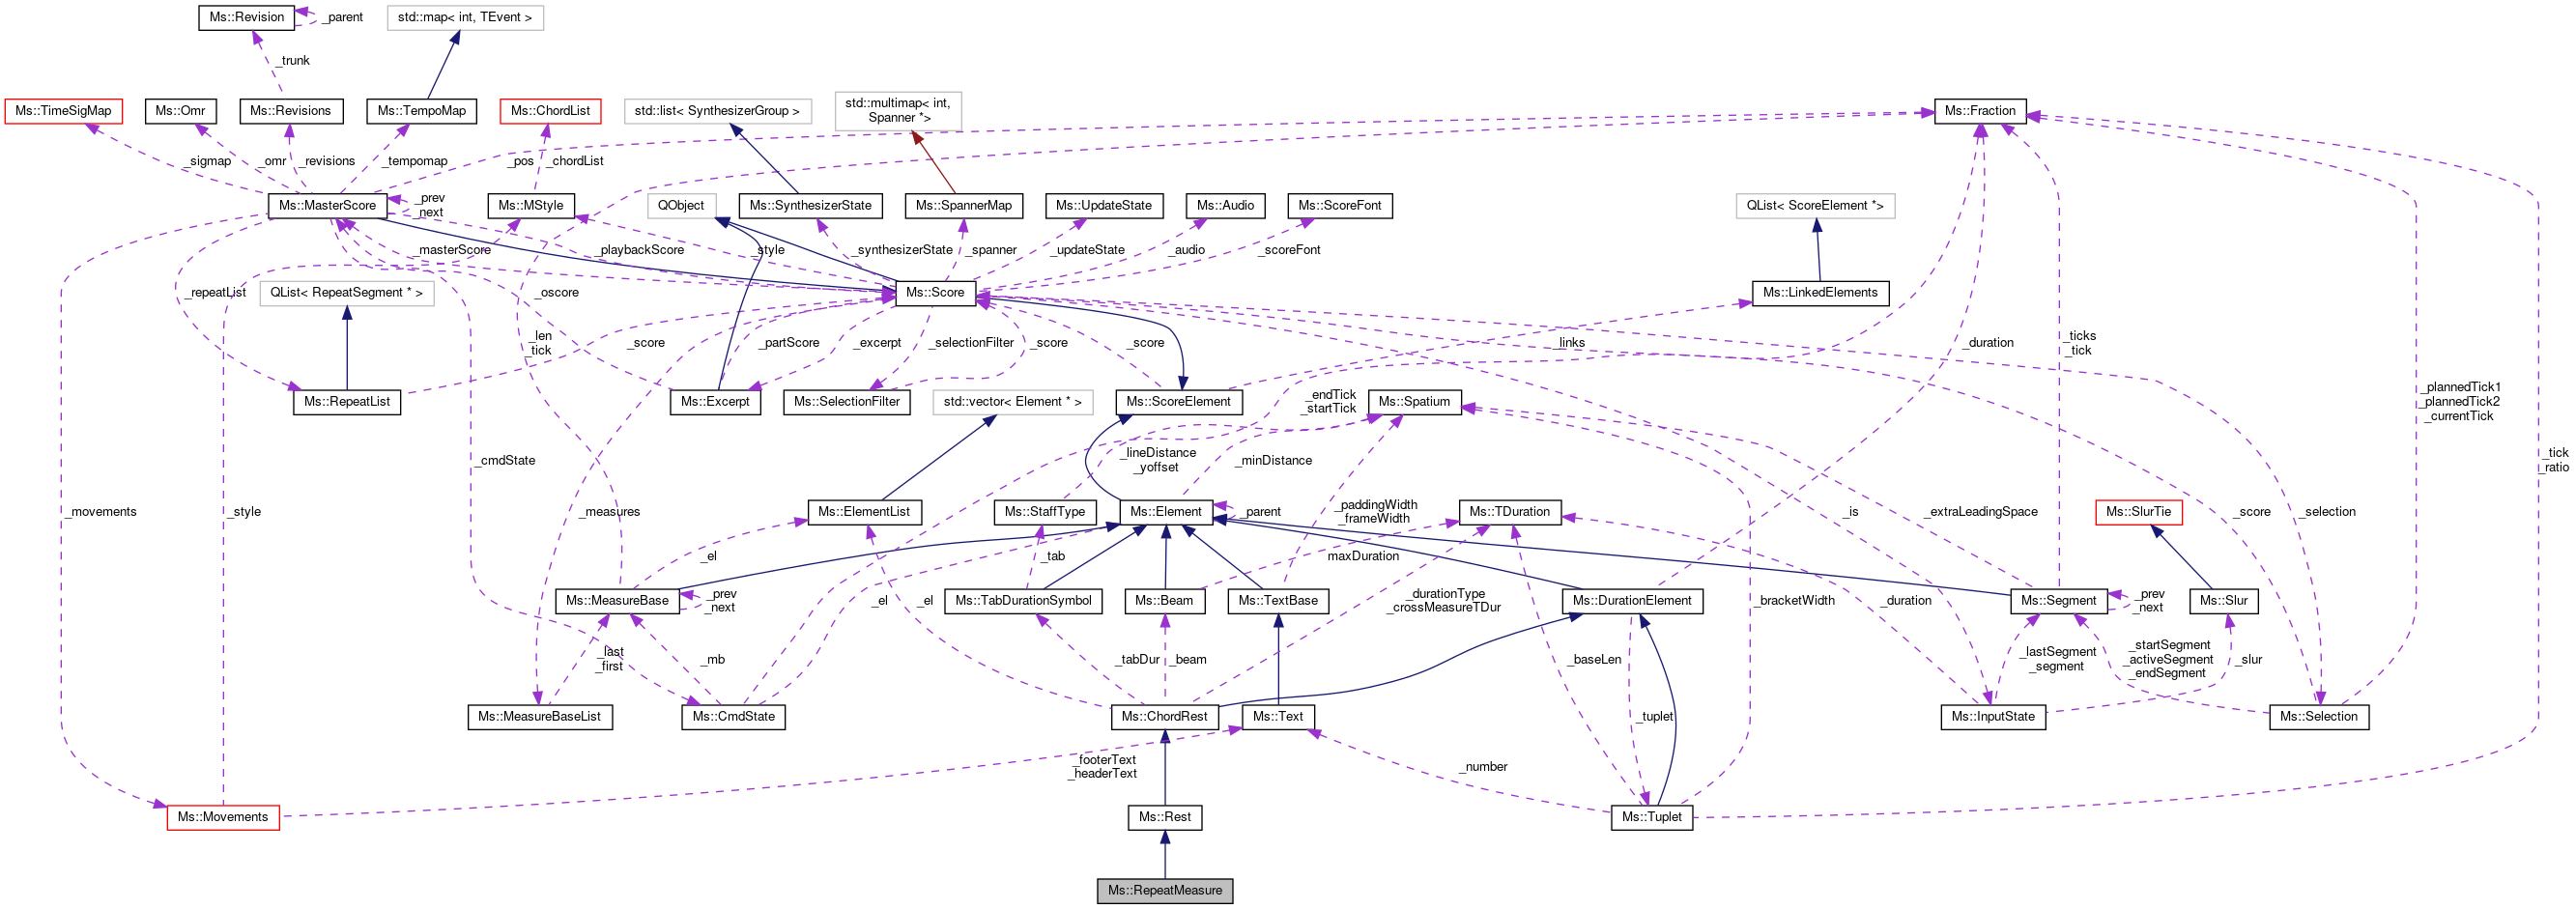 Ms::Revision
_parent
std::map< int, TEvent >
_trunk
Ms::TimeSigMap
Ms::Omr
Ms::Revisions
Ms::TempoMap
Ms::ChordList
std::list< SynthesizerGroup >
std::multimap< int,
Spanner *>
Ms::Fraction
_sigmap
_omr
_revisions
_tempomap
_pos
_chordList
Ms::MasterScore
_prev
_next
Ms::MStyle
QObject
Ms::SynthesizerState
Ms::SpannerMap
Ms::UpdateState
Ms::Audio
Ms::ScoreFont
QList< ScoreElement *>
_masterScore
_playbackScore
_style
_synthesizerState
_spanner
_updateState
_audio
_scoreFont
_repeatList
QList< RepeatSegment * >
_oscore
Ms::Score
Ms::LinkedElements
_len
_tick
_score
_partScore
_excerpt
_selectionFilter
_score
_score
_links
_duration
_ticks
_tick
Ms::RepeatList
Ms::Excerpt
Ms::SelectionFilter
std::vector< Element * >
Ms::ScoreElement
_endTick
_startTick
Ms::Spatium
_plannedTick1
_plannedTick2
_currentTick
_cmdState
_lineDistance
_yoffset
_minDistance
_tick
_ratio
_movements
_style
_measures
Ms::ElementList
Ms::StaffType
Ms::Element
_parent
_paddingWidth
_frameWidth
Ms::TDuration
_is
_extraLeadingSpace
Ms::SlurTie
_score
_selection
_el
_tab
maxDuration
Ms::MeasureBase
_prev
_next
_el
_el
Ms::TabDurationSymbol
Ms::Beam
Ms::TextBase
_durationType
_crossMeasureTDur
Ms::DurationElement
_bracketWidth
_duration
Ms::Segment
_prev
_next
Ms::Slur
_last
_first
_mb
_tabDur
_beam
_baseLen
_lastSegment
_segment
_startSegment
_activeSegment
_endSegment
_slur
Ms::MeasureBaseList
Ms::CmdState
Ms::ChordRest
Ms::Text
_tuplet
Ms::InputState
Ms::Selection
_footerText
_headerText
_number
Ms::Movements
Ms::Rest
Ms::Tuplet
Ms::RepeatMeasure